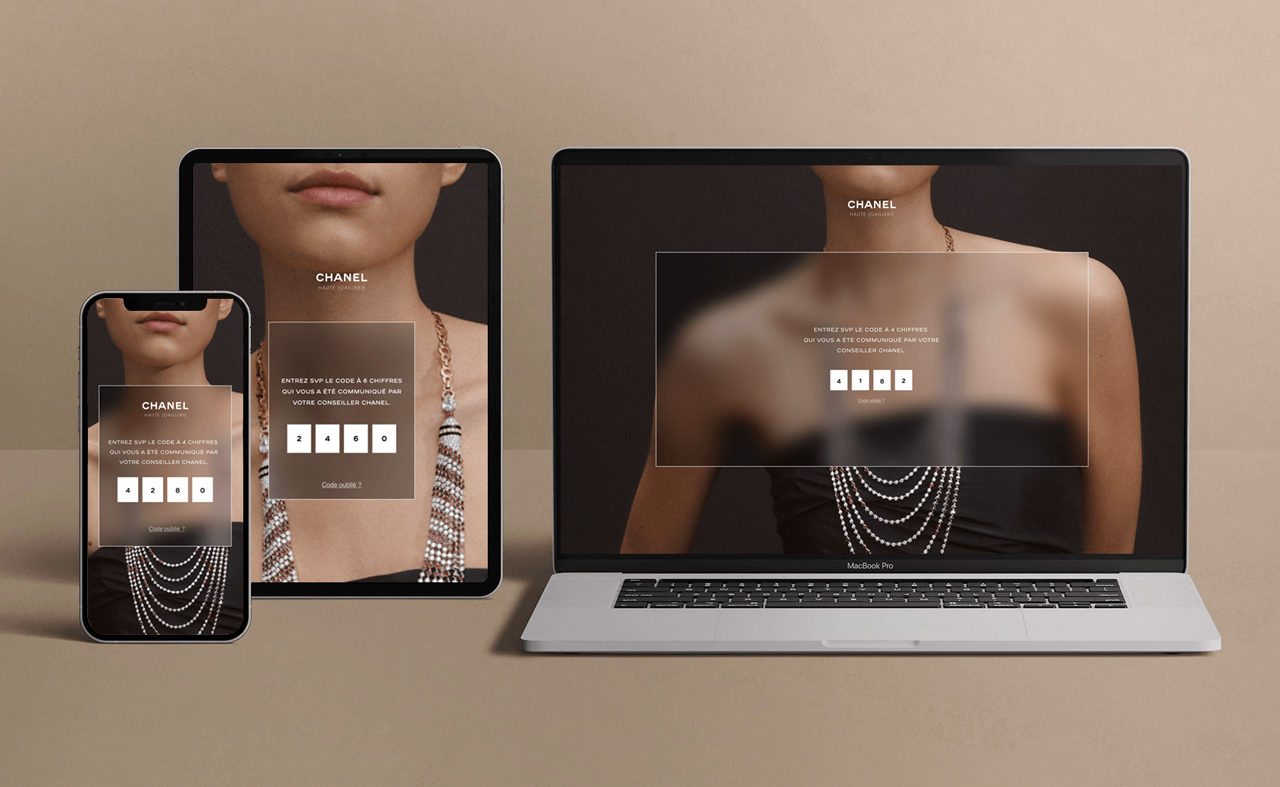 CHANEL
HAUTE JOAILLERIE
ENTREZ SVP LE CODE À 4 CHIFFRES
QUI VOUS A ÉTÉ COMMUNIQUÉ PAR
VOTRE CONSEILLER CHANEL.
4 2 8 0
Code oublié ?
CHANEL
HAUTE JOAILLERIE
ENTREZ SVP LE CODE À 6 CHIFFRES
QUI VOUS A ÉTÉ COMMUNIQUÉ PAR
VOTRE CONSEILLER CHANEL.
2 4 6 0
Code oublié ?
CHANEL
HAUTE JOAILLERIE
ENTREZ SVP LE CODE À 4 CHIFFRES
QUI VOUS A ÉTÉ COMMUNIQUÉ PAR VOTRE
CONSEILLER CHANEL.
4 1 8 2
Code oublié ?
MacBook Pro